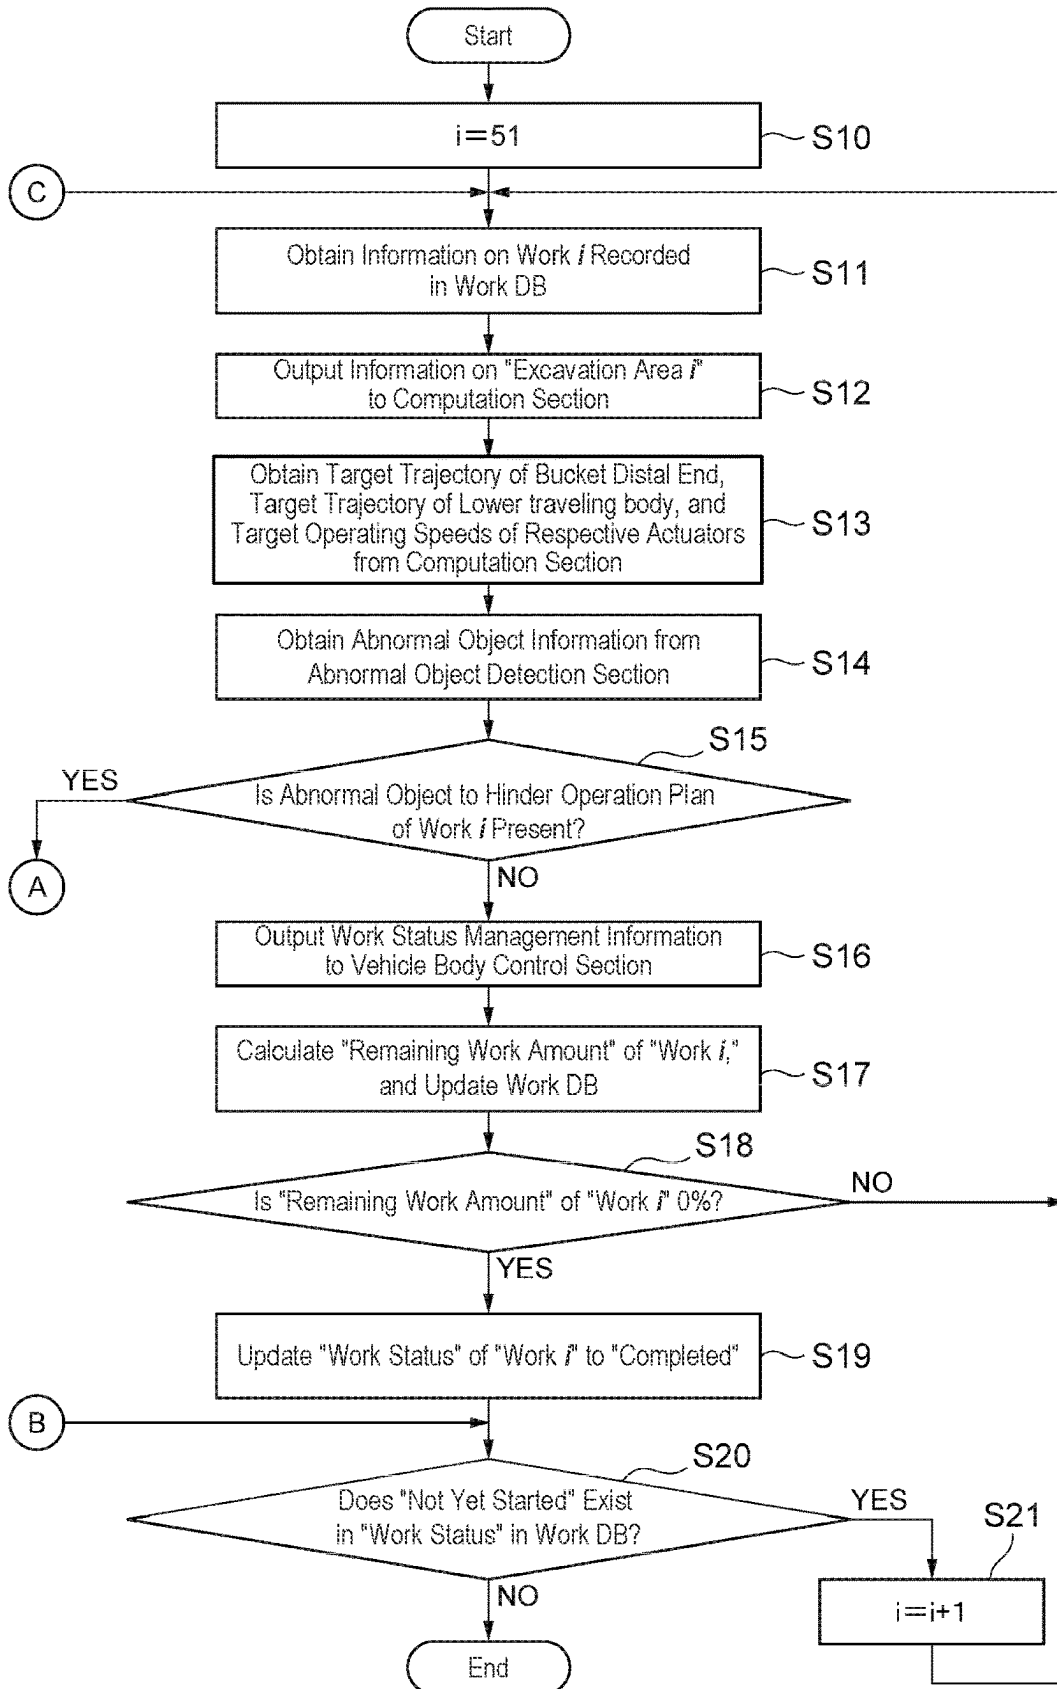 Start
i=51
S10
C
Obtain Information on Work i Recorded
in Work DB
S11
Output Information on "Excavation Area i"
to Computation Section
S12
Obtain Target Trajectory of Bucket Distal End,
Target Trajectory of Lower traveling body, and
Target Operating Speeds of Respective Actuators
from Computation Section
S13
Obtain Abnormal Object Information from
Abnormal Object Detection Section
S14
S15
YES
Is Abnormal Object to Hinder Operation Plan
of Work i Present?
A
NO
Output Work Status Management Information
to Vehicle Body Control Section
S16
Calculate "Remaining Work Amount" of "Work i,"
and Update Work DB
S17
S18
Is "Remaining Work Amount" of "Work i" 0%?
NO
YES
Update "Work Status" of "Work i" to "Completed"
S19
B
S20
Does "Not Yet Started" Exist
in "Work Status" in Work DB?
YES
S21
i=i+1
NO
End